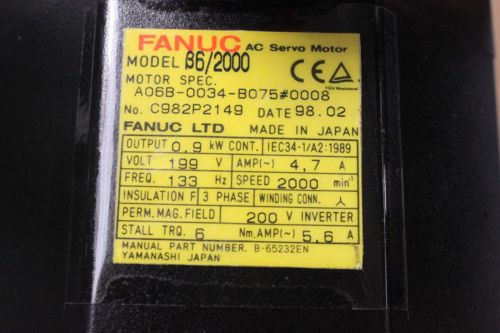 FANUC AC Servo Motor
MODEL β6/2000
MOTOR SPEC.
A06B-0034-B075#0008
No. C982P2149 DATE 98.02
FANUC LTD MADE IN JAPAN
OUTPUT 0,9 kW CONT. IEC34-1/A2:1989
VOLT 199 V AMP(~) 4,7 A
FREQ. 133 Hz SPEED 2000 min⁻¹
INSULATION F 3 PHASE WINDING CONN. 人
PERM. MAG. FIELD 200 V INVERTER
STALL TRQ. 6 Nm, AMP(~) 5,6 A
MANUAL PART NUMBER. B-65232EN
YAMANASHI JAPAN
CE
TÜV Rheinland